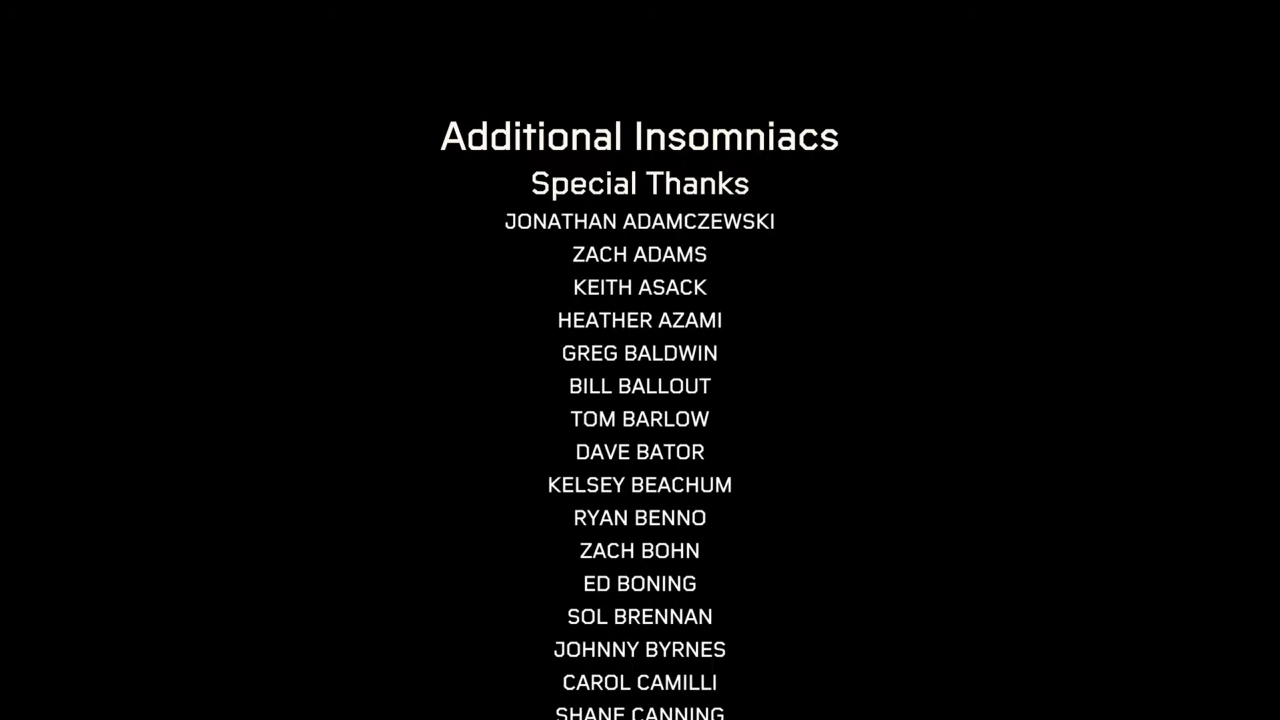 Additional Insomniacs
Special Thanks
JONATHAN ADAMCZEWSKI
ZACH ADAMS
KEITH ASACK
HEATHER AZAMI
GREG BALDWIN
BILL BALLOUT
TOM BARLOW
DAVE BATOR
KELSEY BEACHUM
RYAN BENNO
ZACH BOHN
ED BONING
SOL BRENNAN
JOHNNY BYRNES
CAROL CAMILLI
SHANE CANNING